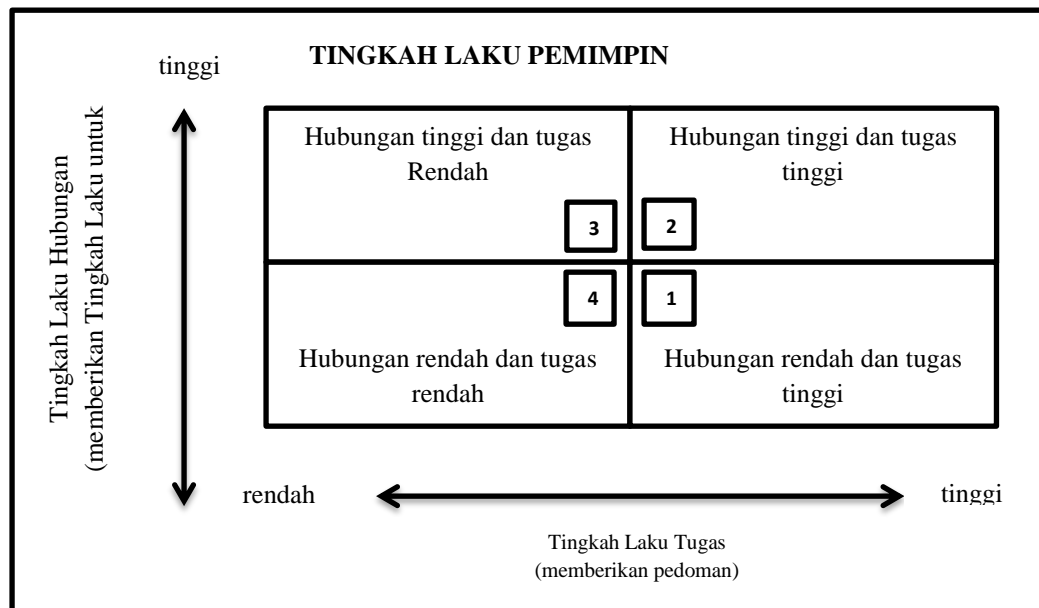 TINGKAH LAKU PEMIMPIN
tinggi
Tingkah Laku Hubungan
(memberikan Tingkah Laku untuk
Hubungan tinggi dan tugas
Rendah
3
Hubungan tinggi dan tugas
tinggi
2
4
Hubungan rendah dan tugas
rendah
1
Hubungan rendah dan tugas
tinggi
rendah
tinggi
Tingkah Laku Tugas
(memberikan pedoman)